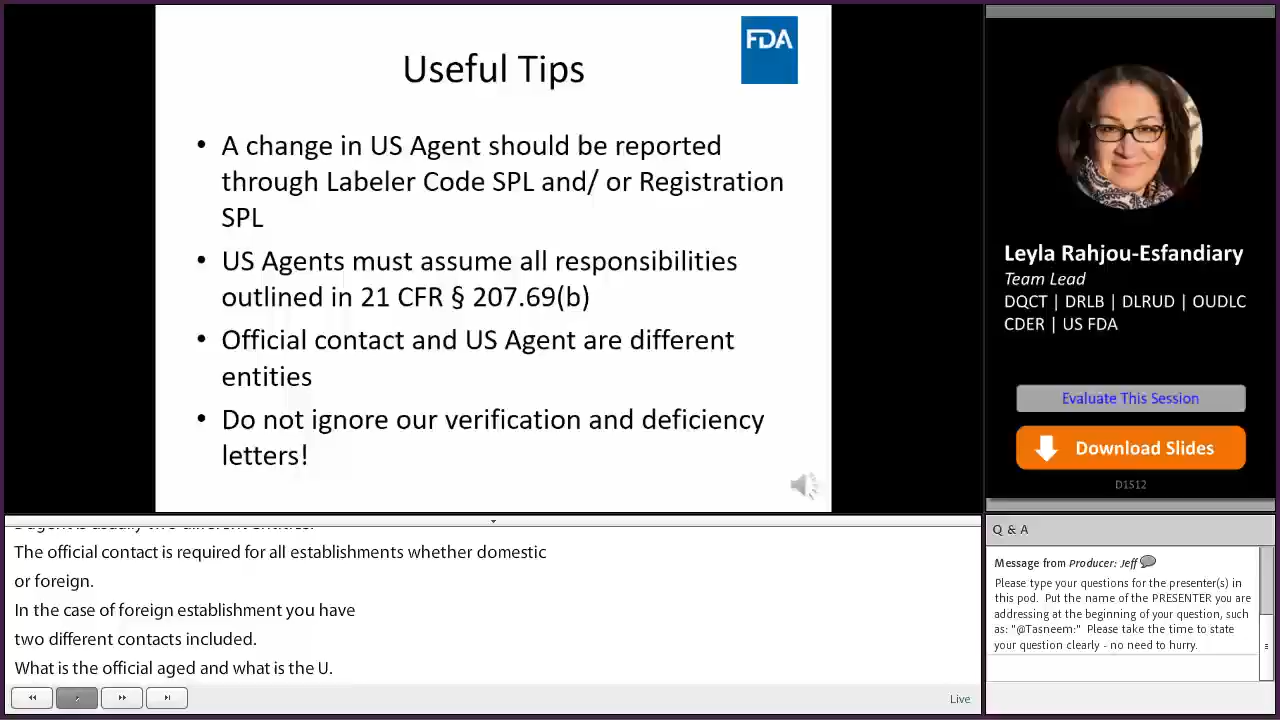 FDA
Useful Tips
• A change in US Agent should be reported
through Labeler Code SPL and/ or Registration
SPL
• US Agents must assume all responsibilities
outlined in 21 CFR § 207.69(b)
• Official contact and US Agent are different
entities
• Do not ignore our verification and deficiency
letters!
The official contact is required for all establishments whether domestic
or foreign.
In the case of foreign establishment you have
two different contacts included.
What is the official aged and what is the U.
Live
Leyla Rahjou-Esfandiary
Team Lead
DQCT | DRLB | DLRUD | OUDLC
CDER | US FDA
Evaluate This Session
Download Slides
D1512
Q & A
Message from Producer: Jeff
Please type your questions for the presenter(s) in
this pod. Put the name of the PRESENTER you are
addressing at the beginning of your question, such
as: "@Tasneem:" Please take the time to state
your question clearly - no need to hurry.